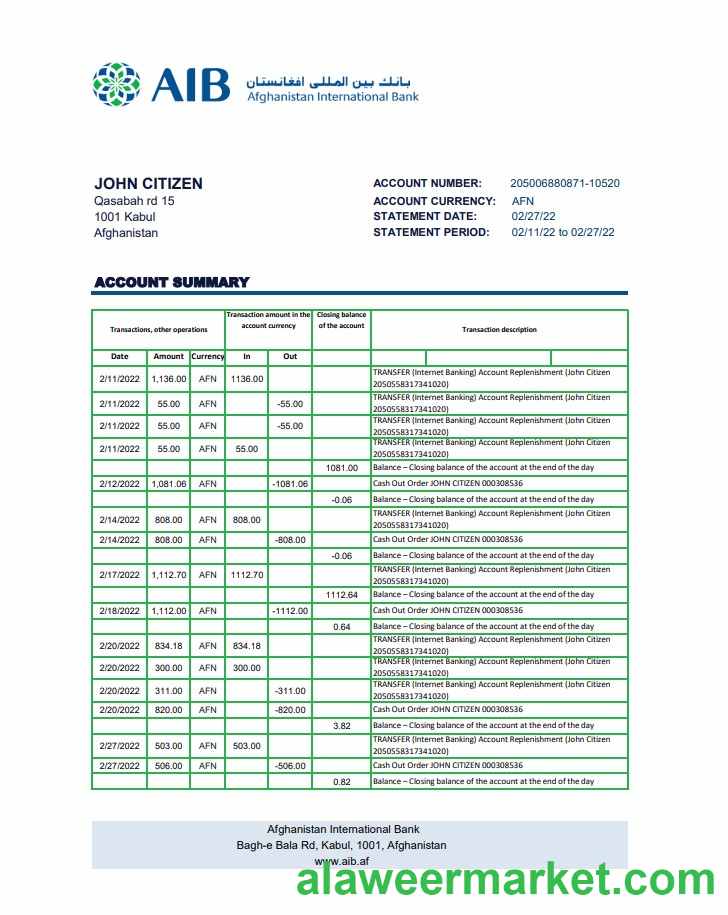 AIB
بانك بين المللى افغانستان
Afghanistan International Bank
JOHN CITIZEN
Qasabah rd 15
1001 Kabul
Afghanistan
ACCOUNT NUMBER: 205006880871-10520
ACCOUNT CURRENCY: AFN
STATEMENT DATE: 02/27/22
STATEMENT PERIOD: 02/11/22 to 02/27/22
ACCOUNT SUMMARY
Transactions, other operations
Transaction amount in the
account currency
Closing balance
of the account
Transaction description
Date Amount Currency In Out
2/11/2022 1,136.00 AFN 1136.00 TRANSFER (Internet Banking) Account Replenishment (John Citizen
2050558317341020)
2/11/2022 55.00 AFN -55.00 TRANSFER (Internet Banking) Account Replenishment (John Citizen
2050558317341020)
2/11/2022 55.00 AFN -55.00 TRANSFER (Internet Banking) Account Replenishment (John Citizen
2050558317341020)
2/11/2022 55.00 AFN 55.00 TRANSFER (Internet Banking) Account Replenishment (John Citizen
2050558317341020)
1081.00 Balance – Closing balance of the account at the end of the day
2/12/2022 1,081.06 AFN -1081.06 Cash Out Order JOHN CITIZEN 000308536
-0.06 Balance – Closing balance of the account at the end of the day
2/14/2022 808.00 AFN 808.00 TRANSFER (Internet Banking) Account Replenishment (John Citizen
2050558317341020)
2/14/2022 808.00 AFN -808.00 Cash Out Order JOHN CITIZEN 000308536
-0.06 Balance – Closing balance of the account at the end of the day
2/17/2022 1,112.70 AFN 1112.70 TRANSFER (Internet Banking) Account Replenishment (John Citizen
2050558317341020)
1112.64 Balance – Closing balance of the account at the end of the day
2/18/2022 1,112.00 AFN -1112.00 Cash Out Order JOHN CITIZEN 000308536
0.64 Balance – Closing balance of the account at the end of the day
2/20/2022 834.18 AFN 834.18 TRANSFER (Internet Banking) Account Replenishment (John Citizen
2050558317341020)
2/20/2022 300.00 AFN 300.00 TRANSFER (Internet Banking) Account Replenishment (John Citizen
2050558317341020)
2/20/2022 311.00 AFN -311.00 TRANSFER (Internet Banking) Account Replenishment (John Citizen
2050558317341020)
2/20/2022 820.00 AFN -820.00 Cash Out Order JOHN CITIZEN 000308536
3.82 Balance – Closing balance of the account at the end of the day
2/27/2022 503.00 AFN 503.00 TRANSFER (Internet Banking) Account Replenishment (John Citizen
2050558317341020)
2/27/2022 506.00 AFN -506.00 Cash Out Order JOHN CITIZEN 000308536
0.82 Balance – Closing balance of the account at the end of the day
Afghanistan International Bank
Bagh-e Bala Rd, Kabul, 1001, Afghanistan
www.aib.af
alaweermarket.com